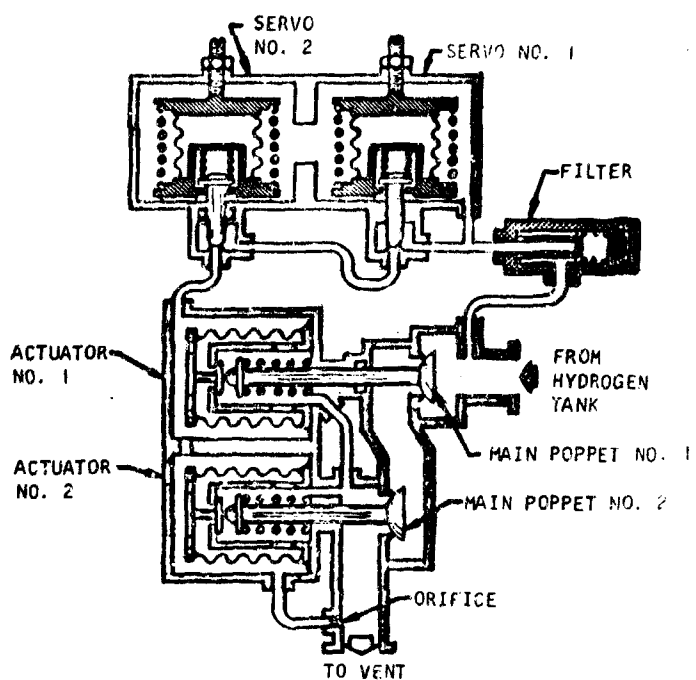 SERVO
NO. 2
SERVO NO. 1
FILTER
ACTUATOR
NO. 1
FROM
HYDROGEN
TANK
MAIN POPPET NO. 1
ACTUATOR
NO. 2
MAIN POPPET NO. 2
ORIFICE
TO VENT